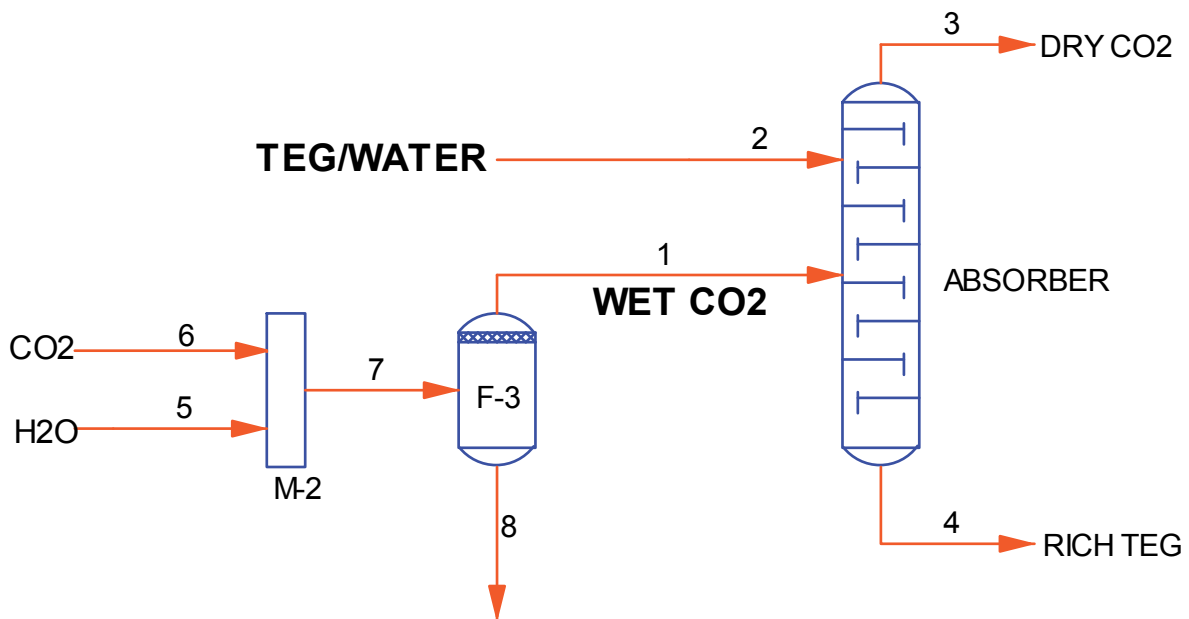 3
DRY CO2
2
TEG/WATER
1
WET CO2
ABSORBER
CO2
6
7
F-3
H2O
5
M-2
8
4
RICH TEG